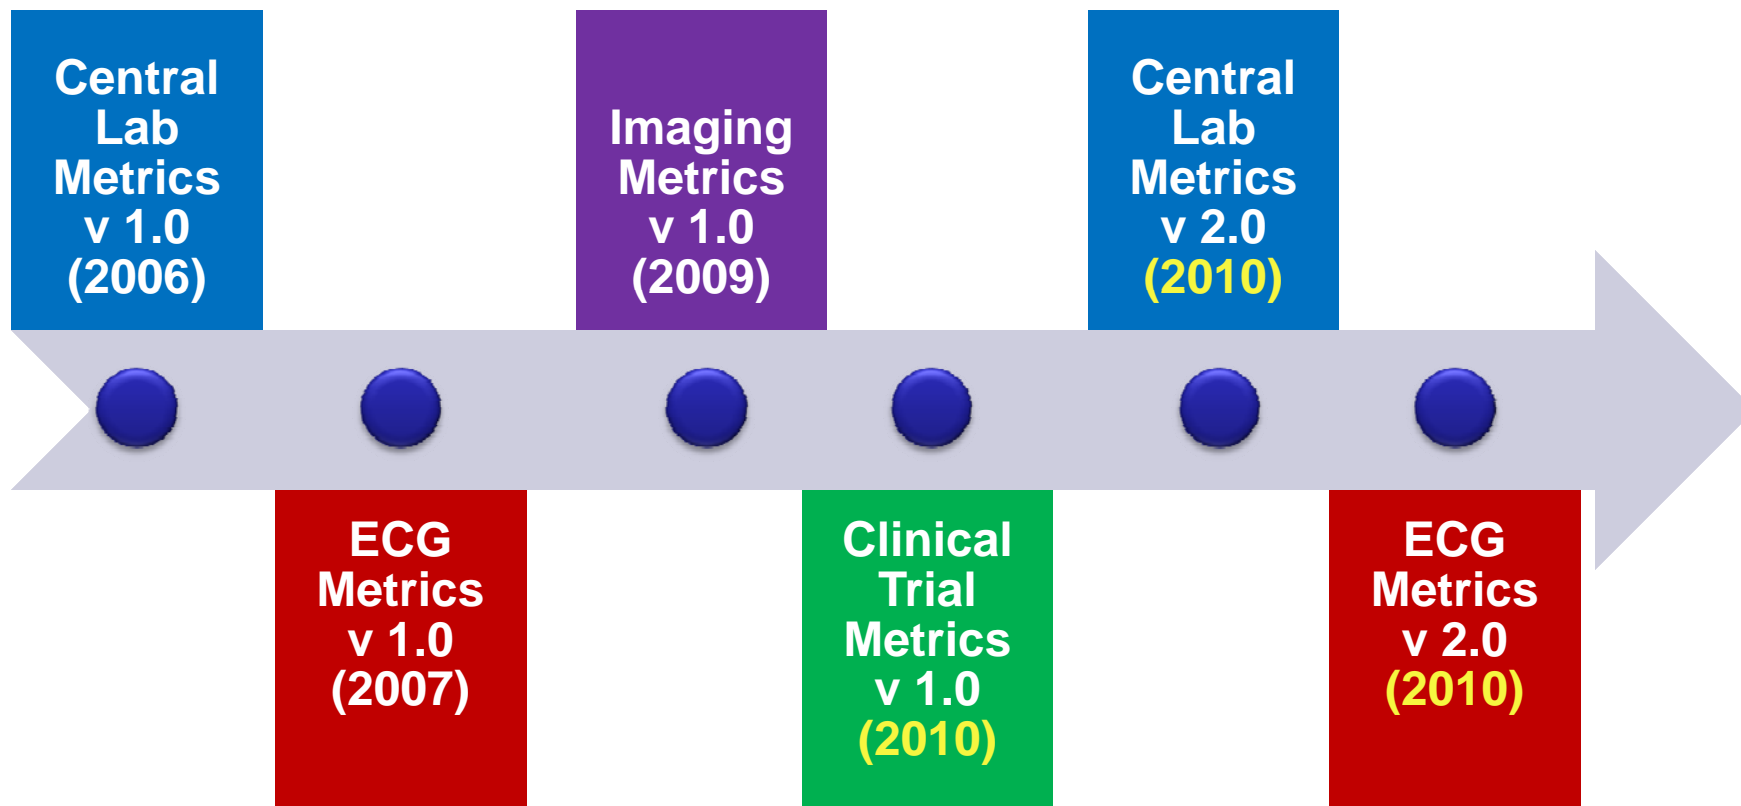 Central
Lab
Metrics
v 1.0
(2006)
ECG
Metrics
v 1.0
(2007)
Imaging
Metrics
v 1.0
(2009)
Clinical
Trial
Metrics
v 1.0
(2010)
Central
Lab
Metrics
v 2.0
(2010)
ECG
Metrics
v 2.0
(2010)